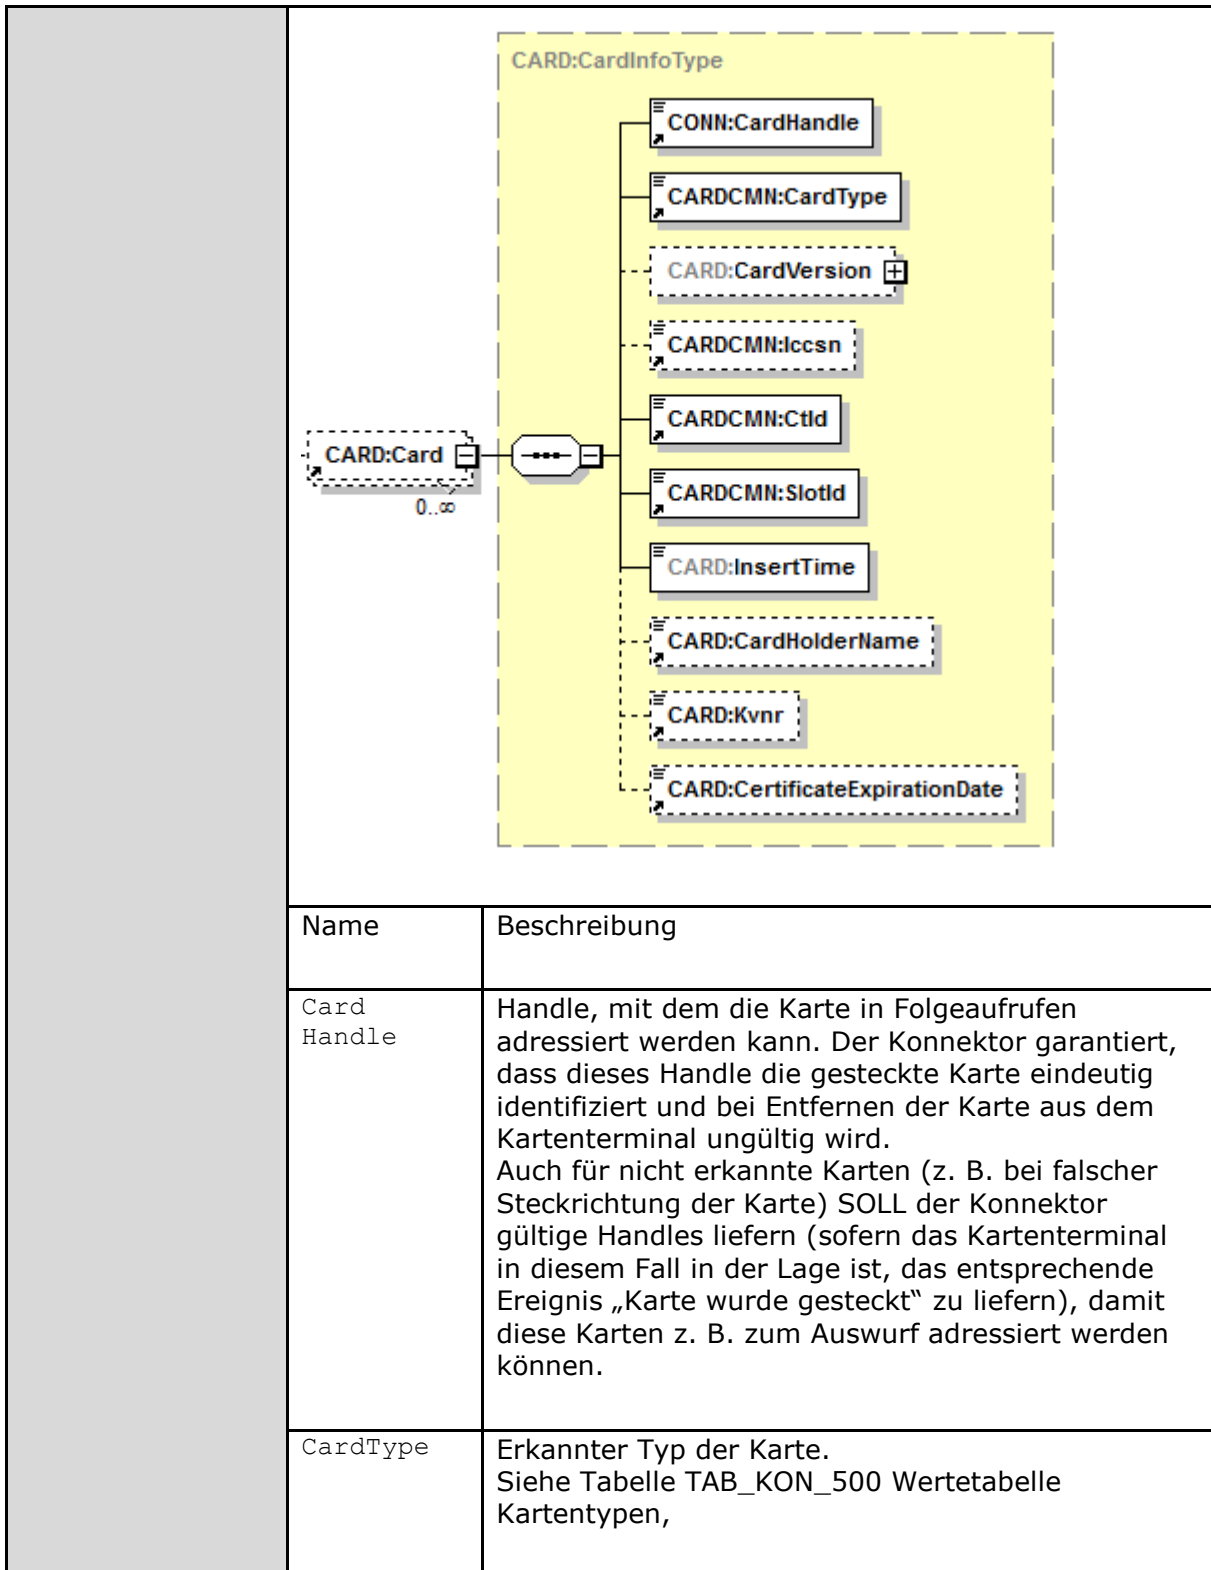 CARD:CardInfoType
CONN:CardHandle
CARDCMN:CardType
CARD:CardVersion
CARDCMN:Iccsn
CARDCMN:CtId
CARD:Card
0..∞
CARDCMN:SlotId
CARD:InsertTime
CARD:CardHolderName
CARD:Kvnr
CARD:CertificateExpirationDate
Name
Beschreibung
Card
Handle
Handle, mit dem die Karte in Folgeaufrufen
adressiert werden kann. Der Konnektor garantiert,
dass dieses Handle die gesteckte Karte eindeutig
identifiziert und bei Entfernen der Karte aus dem
Kartenterminal ungültig wird.
Auch für nicht erkannte Karten (z. B. bei falscher
Steckrichtung der Karte) SOLL der Konnektor
gültige Handles liefern (sofern das Kartenterminal
in diesem Fall in der Lage ist, das entsprechende
Ereignis „Karte wurde gesteckt“ zu liefern), damit
diese Karten z. B. zum Auswurf adressiert werden
können.
CardType
Erkannter Typ der Karte.
Siehe Tabelle TAB_KON_500 Wertetabelle
Kartentypen,